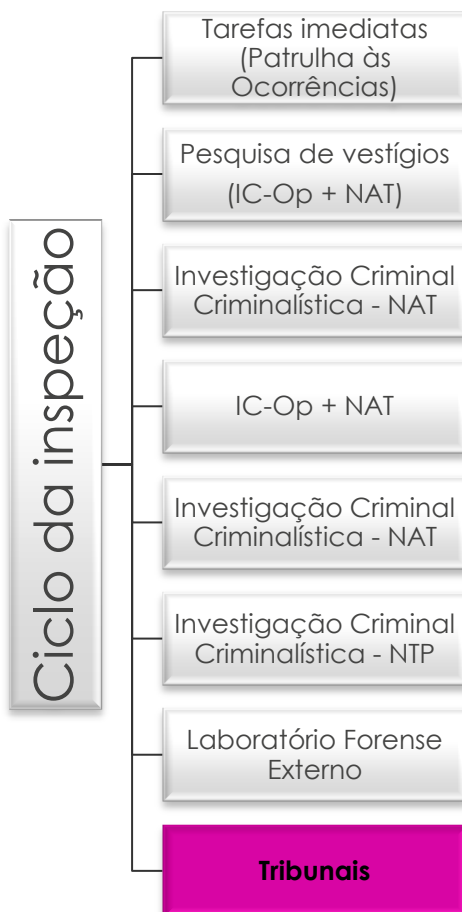 Ciclo da inspeção
Tarefas imediatas
(Patrulha às
Ocorrências)
Pesquisa de vestígios
(IC-Op + NAT)
Investigação Criminal
Criminalística - NAT
IC-Op + NAT
Investigação Criminal
Criminalística - NAT
Investigação Criminal
Criminalística - NTP
Laboratório Forense
Externo
Tribunais